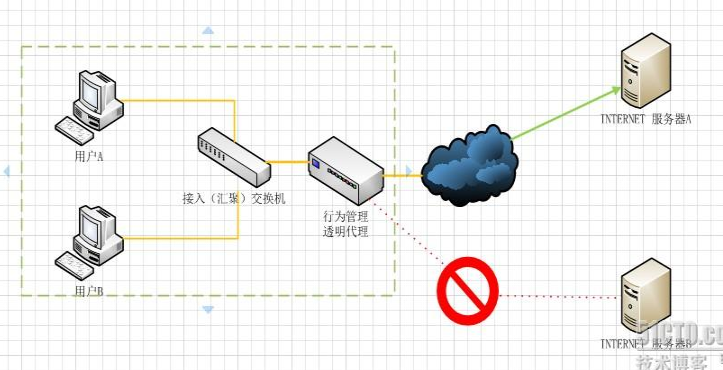 INTERNET 服务器A
用户A
接入（汇聚）交换机
行为管理
透明代理
用户B
INTERNET 服务器B
51CTO.co
技术博客